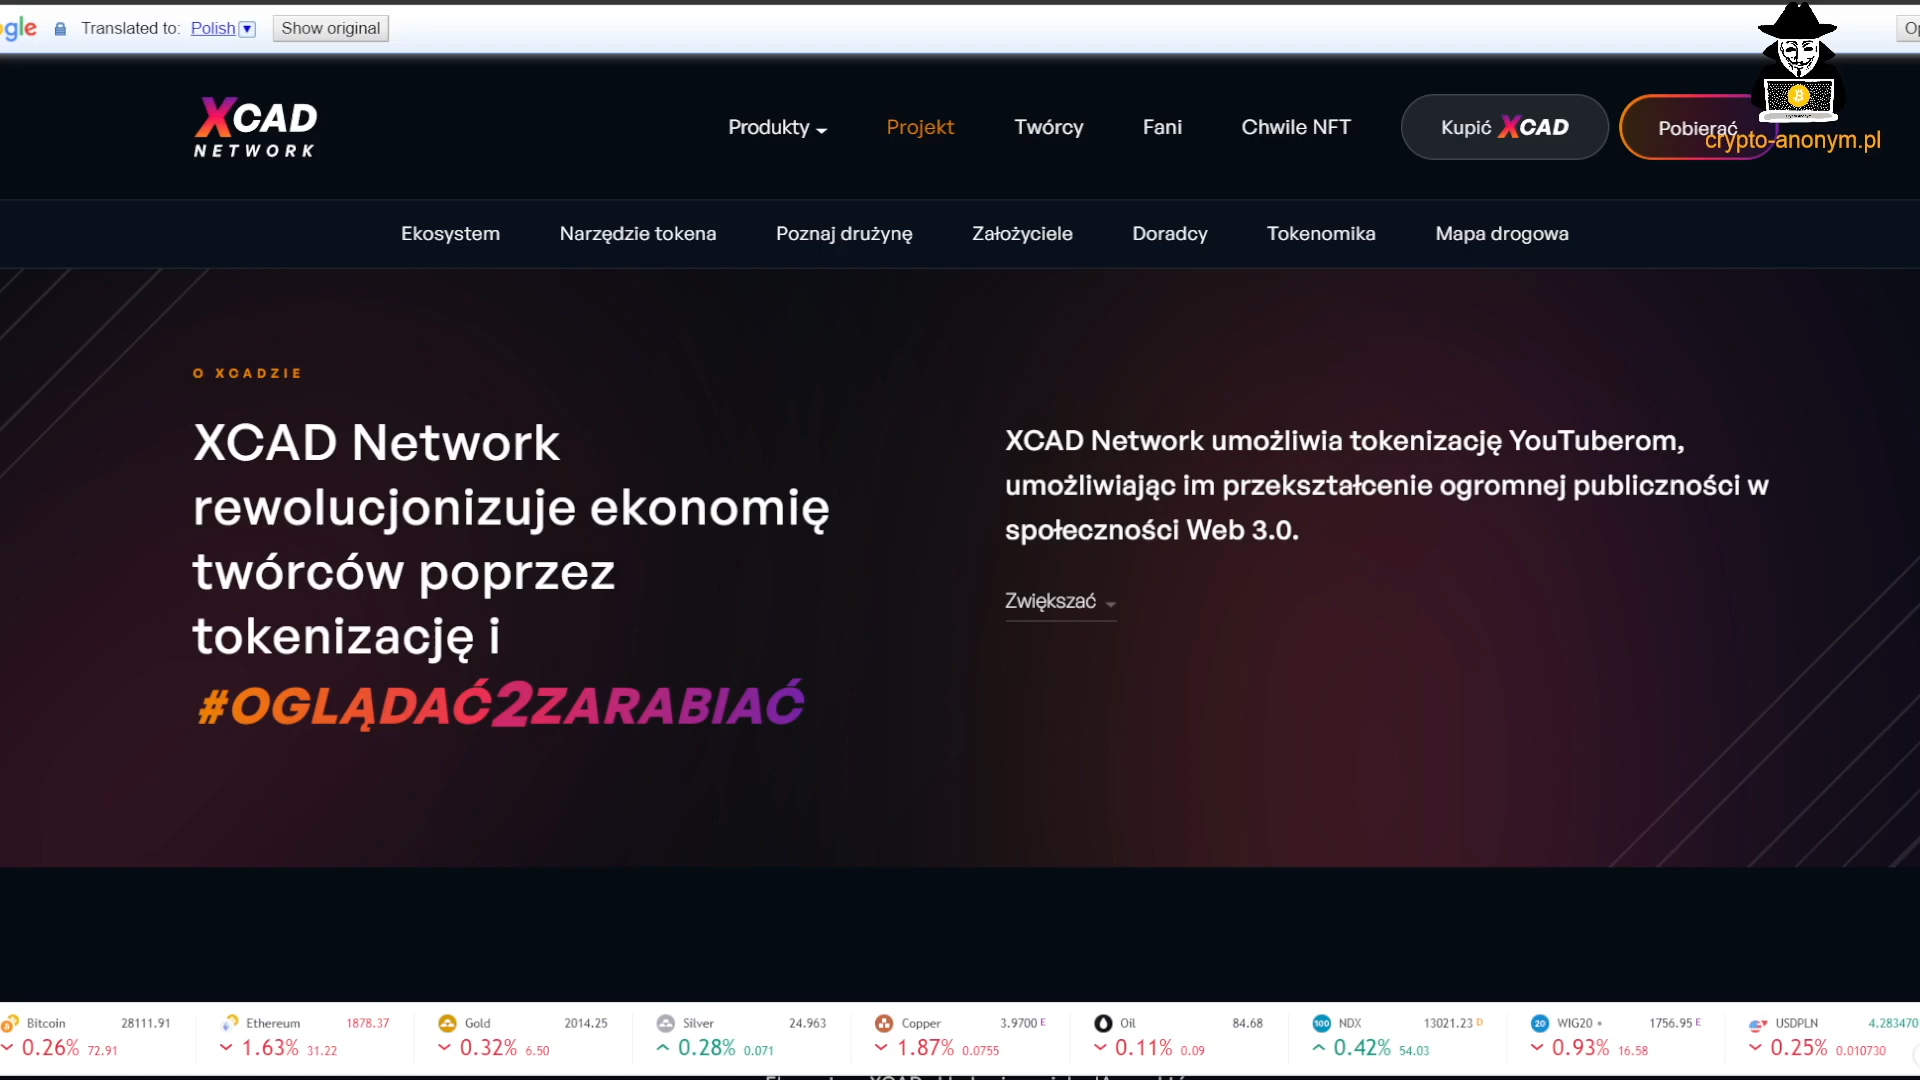 Translated to: Polish Show original
XCAD NETWORK
Produkty Projekt Twórcy Fani Chwile NFT Kupić XCAD Pobierać
crypto-anonym.pl
Ekosystem Narzędzie tokena Poznaj drużynę Założyciele Doradcy Tokenomika Mapa drogowa
O XCADZIE
XCAD Network
rewolucjonizuje ekonomię
twórców poprzez
tokenizację i
#OGLĄDAĆ2ZARABIAĆ
XCAD Network umożliwia tokenizację YouTuberom,
umożliwiając im przekształcenie ogromnej publiczności w
społeczności Web 3.0.
Zwiększać
Bitcoin 28111.91 Ethereum 1878.37 Gold 2014.25 Silver 24.963 Copper 3.9700 E Oil 84.68 100 NDX 13021.23 D 20 WIG20 1756.95 E USDPLN 4.283470
0.26% 72.91 1.63% 31.22 0.32% 6.50 0.28% 0.071 1.87% 0.0755 0.11% 0.09 0.42% 54.03 0.93% 16.58 0.25% 0.010730